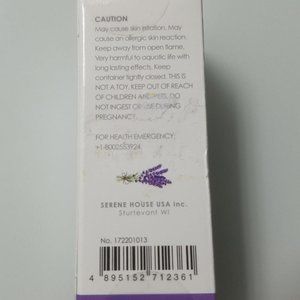 CAUTION
May cause skin irritation. May
cause an allergic skin reaction.
Keep away from open flame.
Very harmful to aquatic life with
long lasting effects. Keep
container tightly closed. THIS IS
NOT A TOY. KEEP OUT OF REACH
OF CHILDREN AND PETS. DO
NOT INGEST OR USE DURING
PREGNANCY.
FOR HEALTH EMERGENCY:
+1-8002553924
SERENE HOUSE USA Inc.
Sturtevant WI
No. 172201013
4 895152 712361